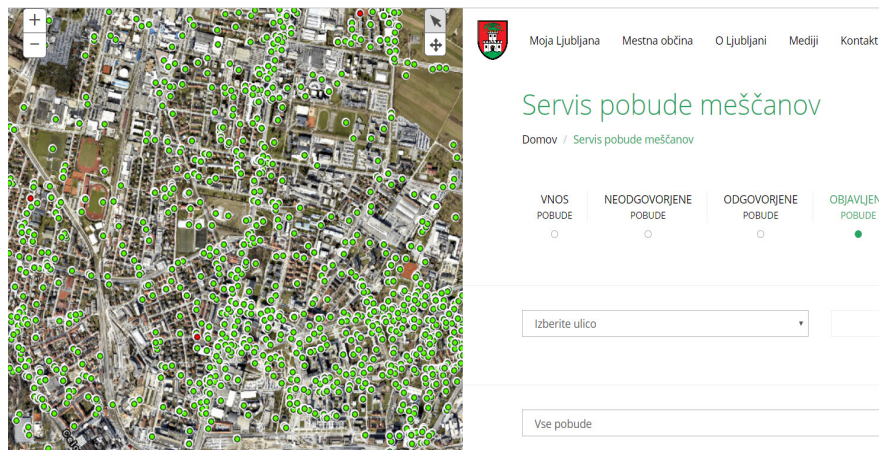 +
−
Moja Ljubljana Mestna občina O Ljubljani Mediji Kontakt
Servis pobude meščanov
Domov / Servis pobude meščanov
VNOS NEODGOVORJENE ODGOVORJENE OBJAVLJEN
POBUDE POBUDE POBUDE POBUDE
Izberite ulico
Vse pobude